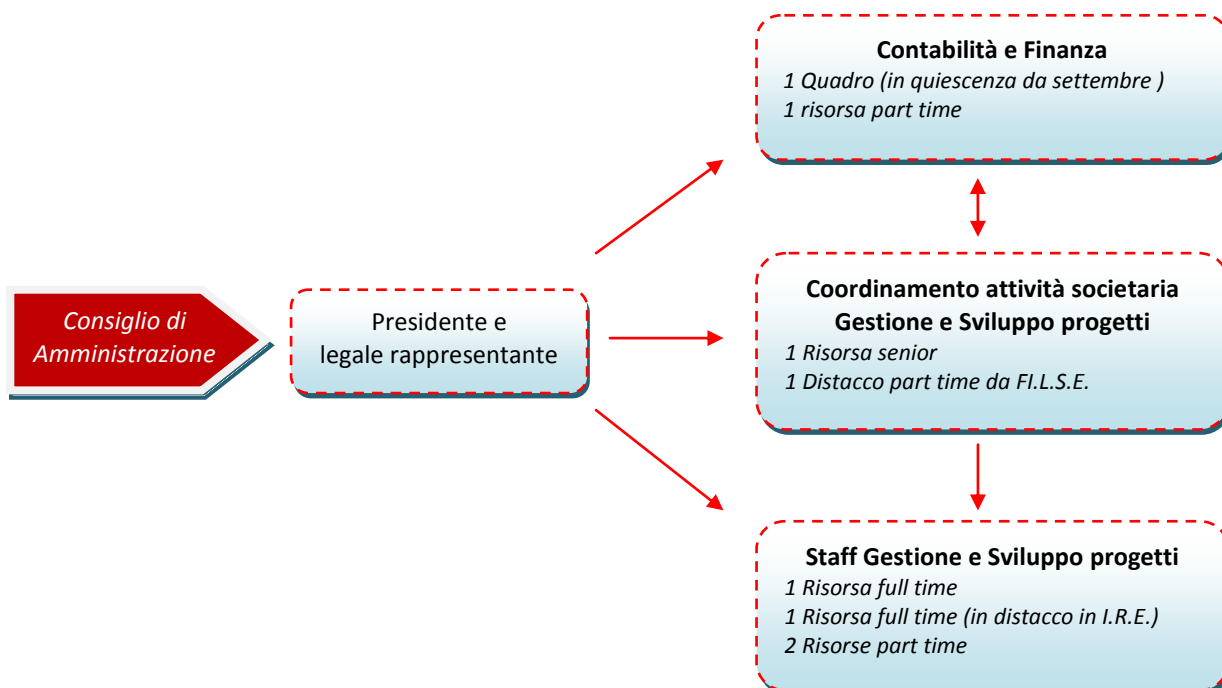 Contabilità e Finanza
1 Quadro (in quiescenza da settembre )
1 risorsa part time
Consiglio di
Amministrazione
Presidente e
legale rappresentante
Coordinamento attività societaria
Gestione e Sviluppo progetti
1 Risorsa senior
1 Distacco part time da FI.L.S.E.
Staff Gestione e Sviluppo progetti
1 Risorsa full time
1 Risorsa full time (in distacco in I.R.E.)
2 Risorse part time